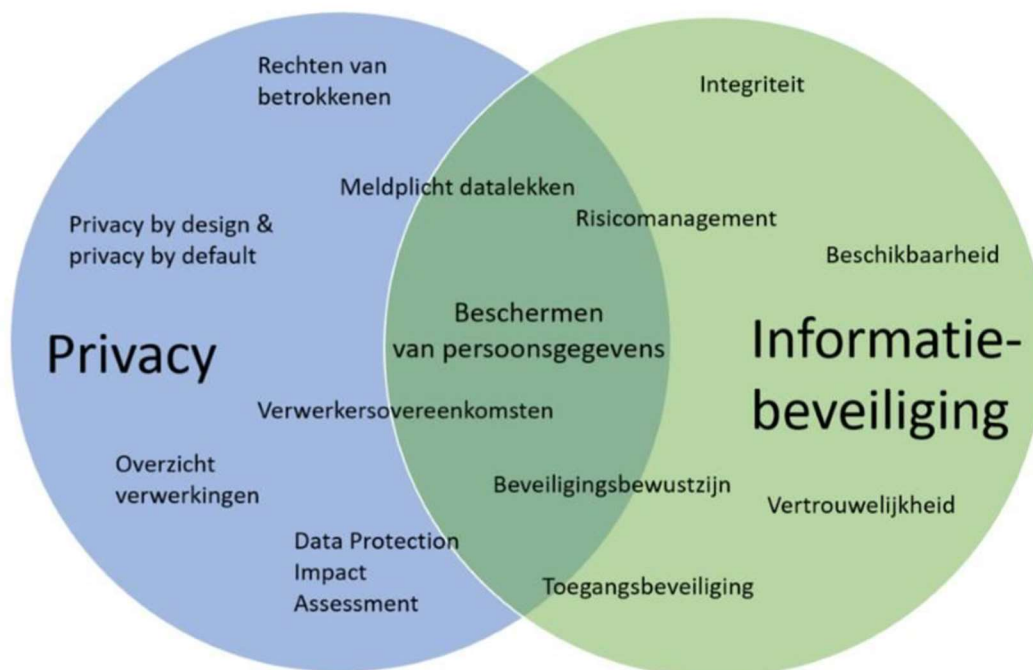 Rechten van
betrokkenen
Integriteit
Meldplicht datalekken
Risicomanagement
Privacy by design &
privacy by default
Beschikbaarheid
Beschermen
van persoonsgegevens
Privacy
Informatie-
beveiliging
Verwerkersovereenkomsten
Overzicht
verwerkingen
Beveiligingsbewustzijn
Vertrouwelijkheid
Data Protection
Impact
Assessment
Toegangsbeveiliging